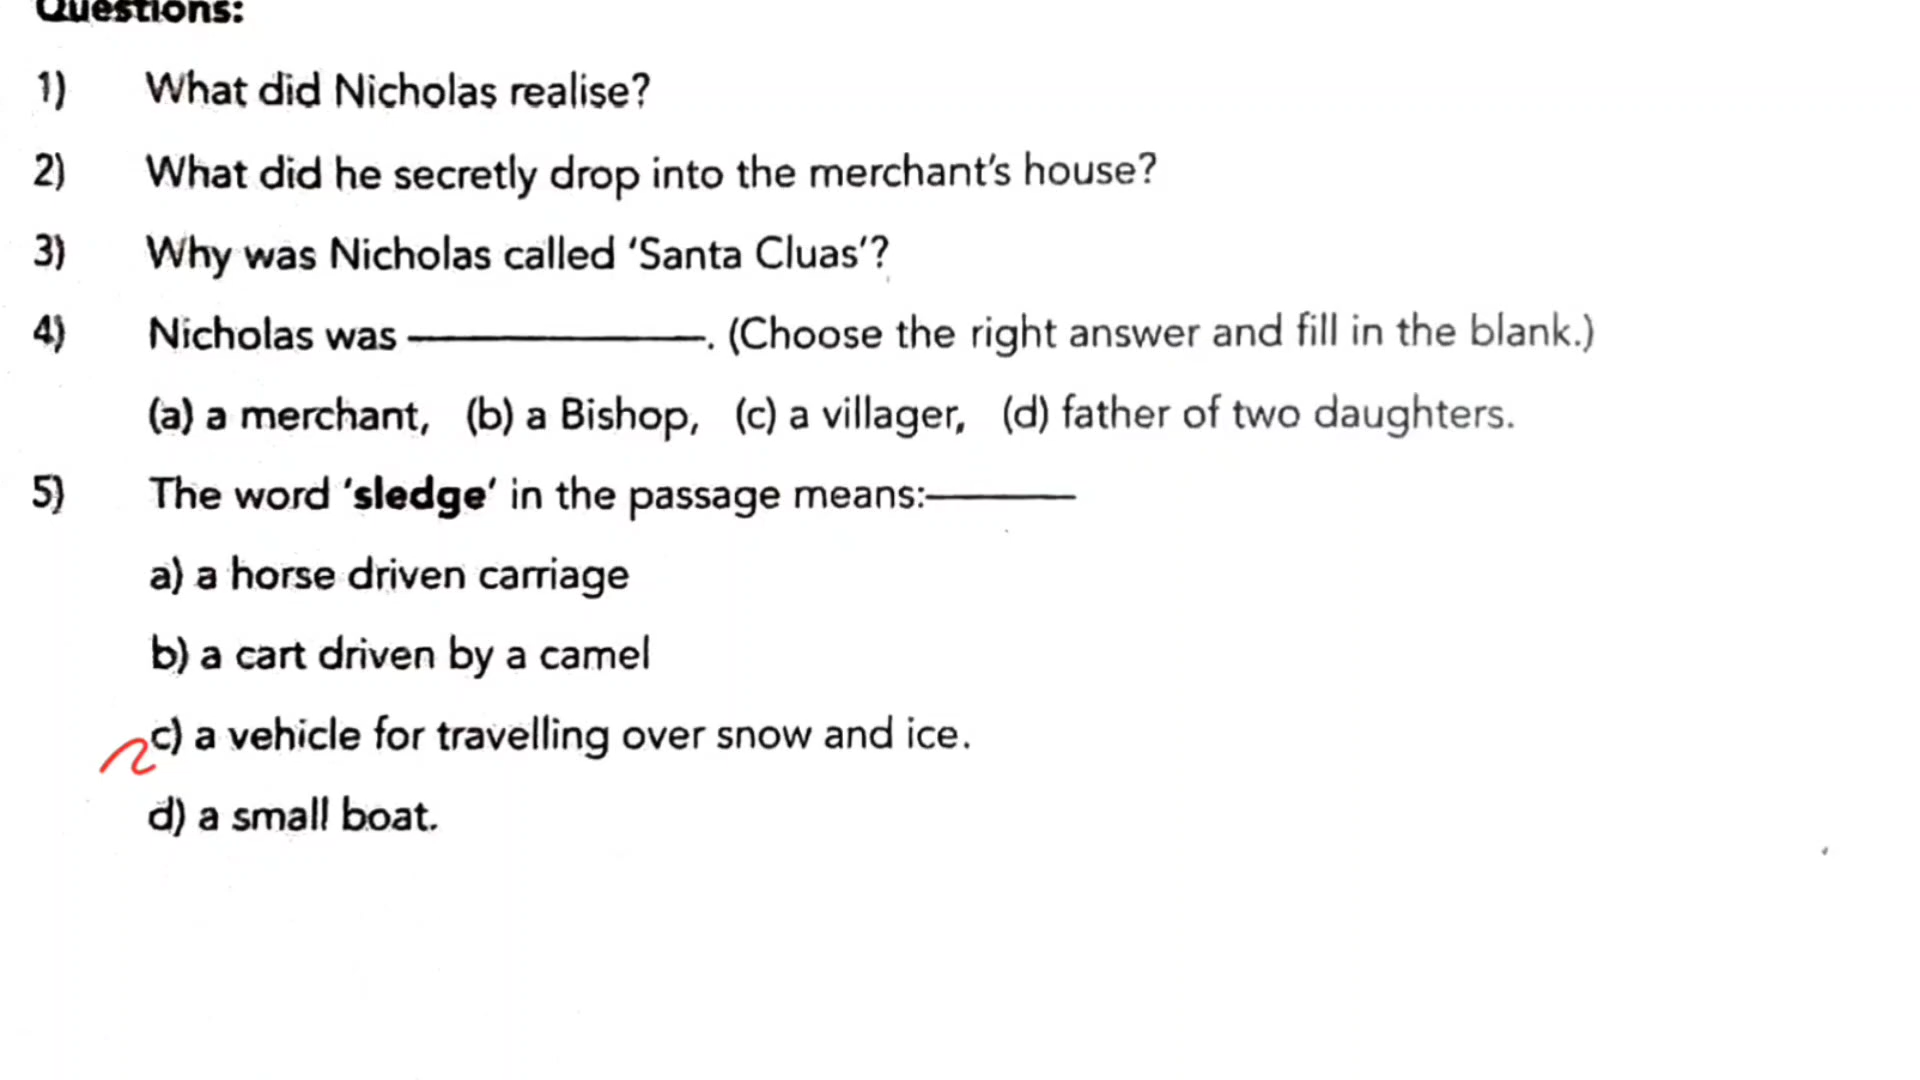 Questions:
1) What did Nicholas realise?
2) What did he secretly drop into the merchant's house?
3) Why was Nicholas called 'Santa Cluas'?
4) Nicholas was ————. (Choose the right answer and fill in the blank.)
(a) a merchant, (b) a Bishop, (c) a villager, (d) father of two daughters.
5) The word 'sledge' in the passage means:———
a) a horse driven carriage
b) a cart driven by a camel
c) a vehicle for travelling over snow and ice.
d) a small boat.